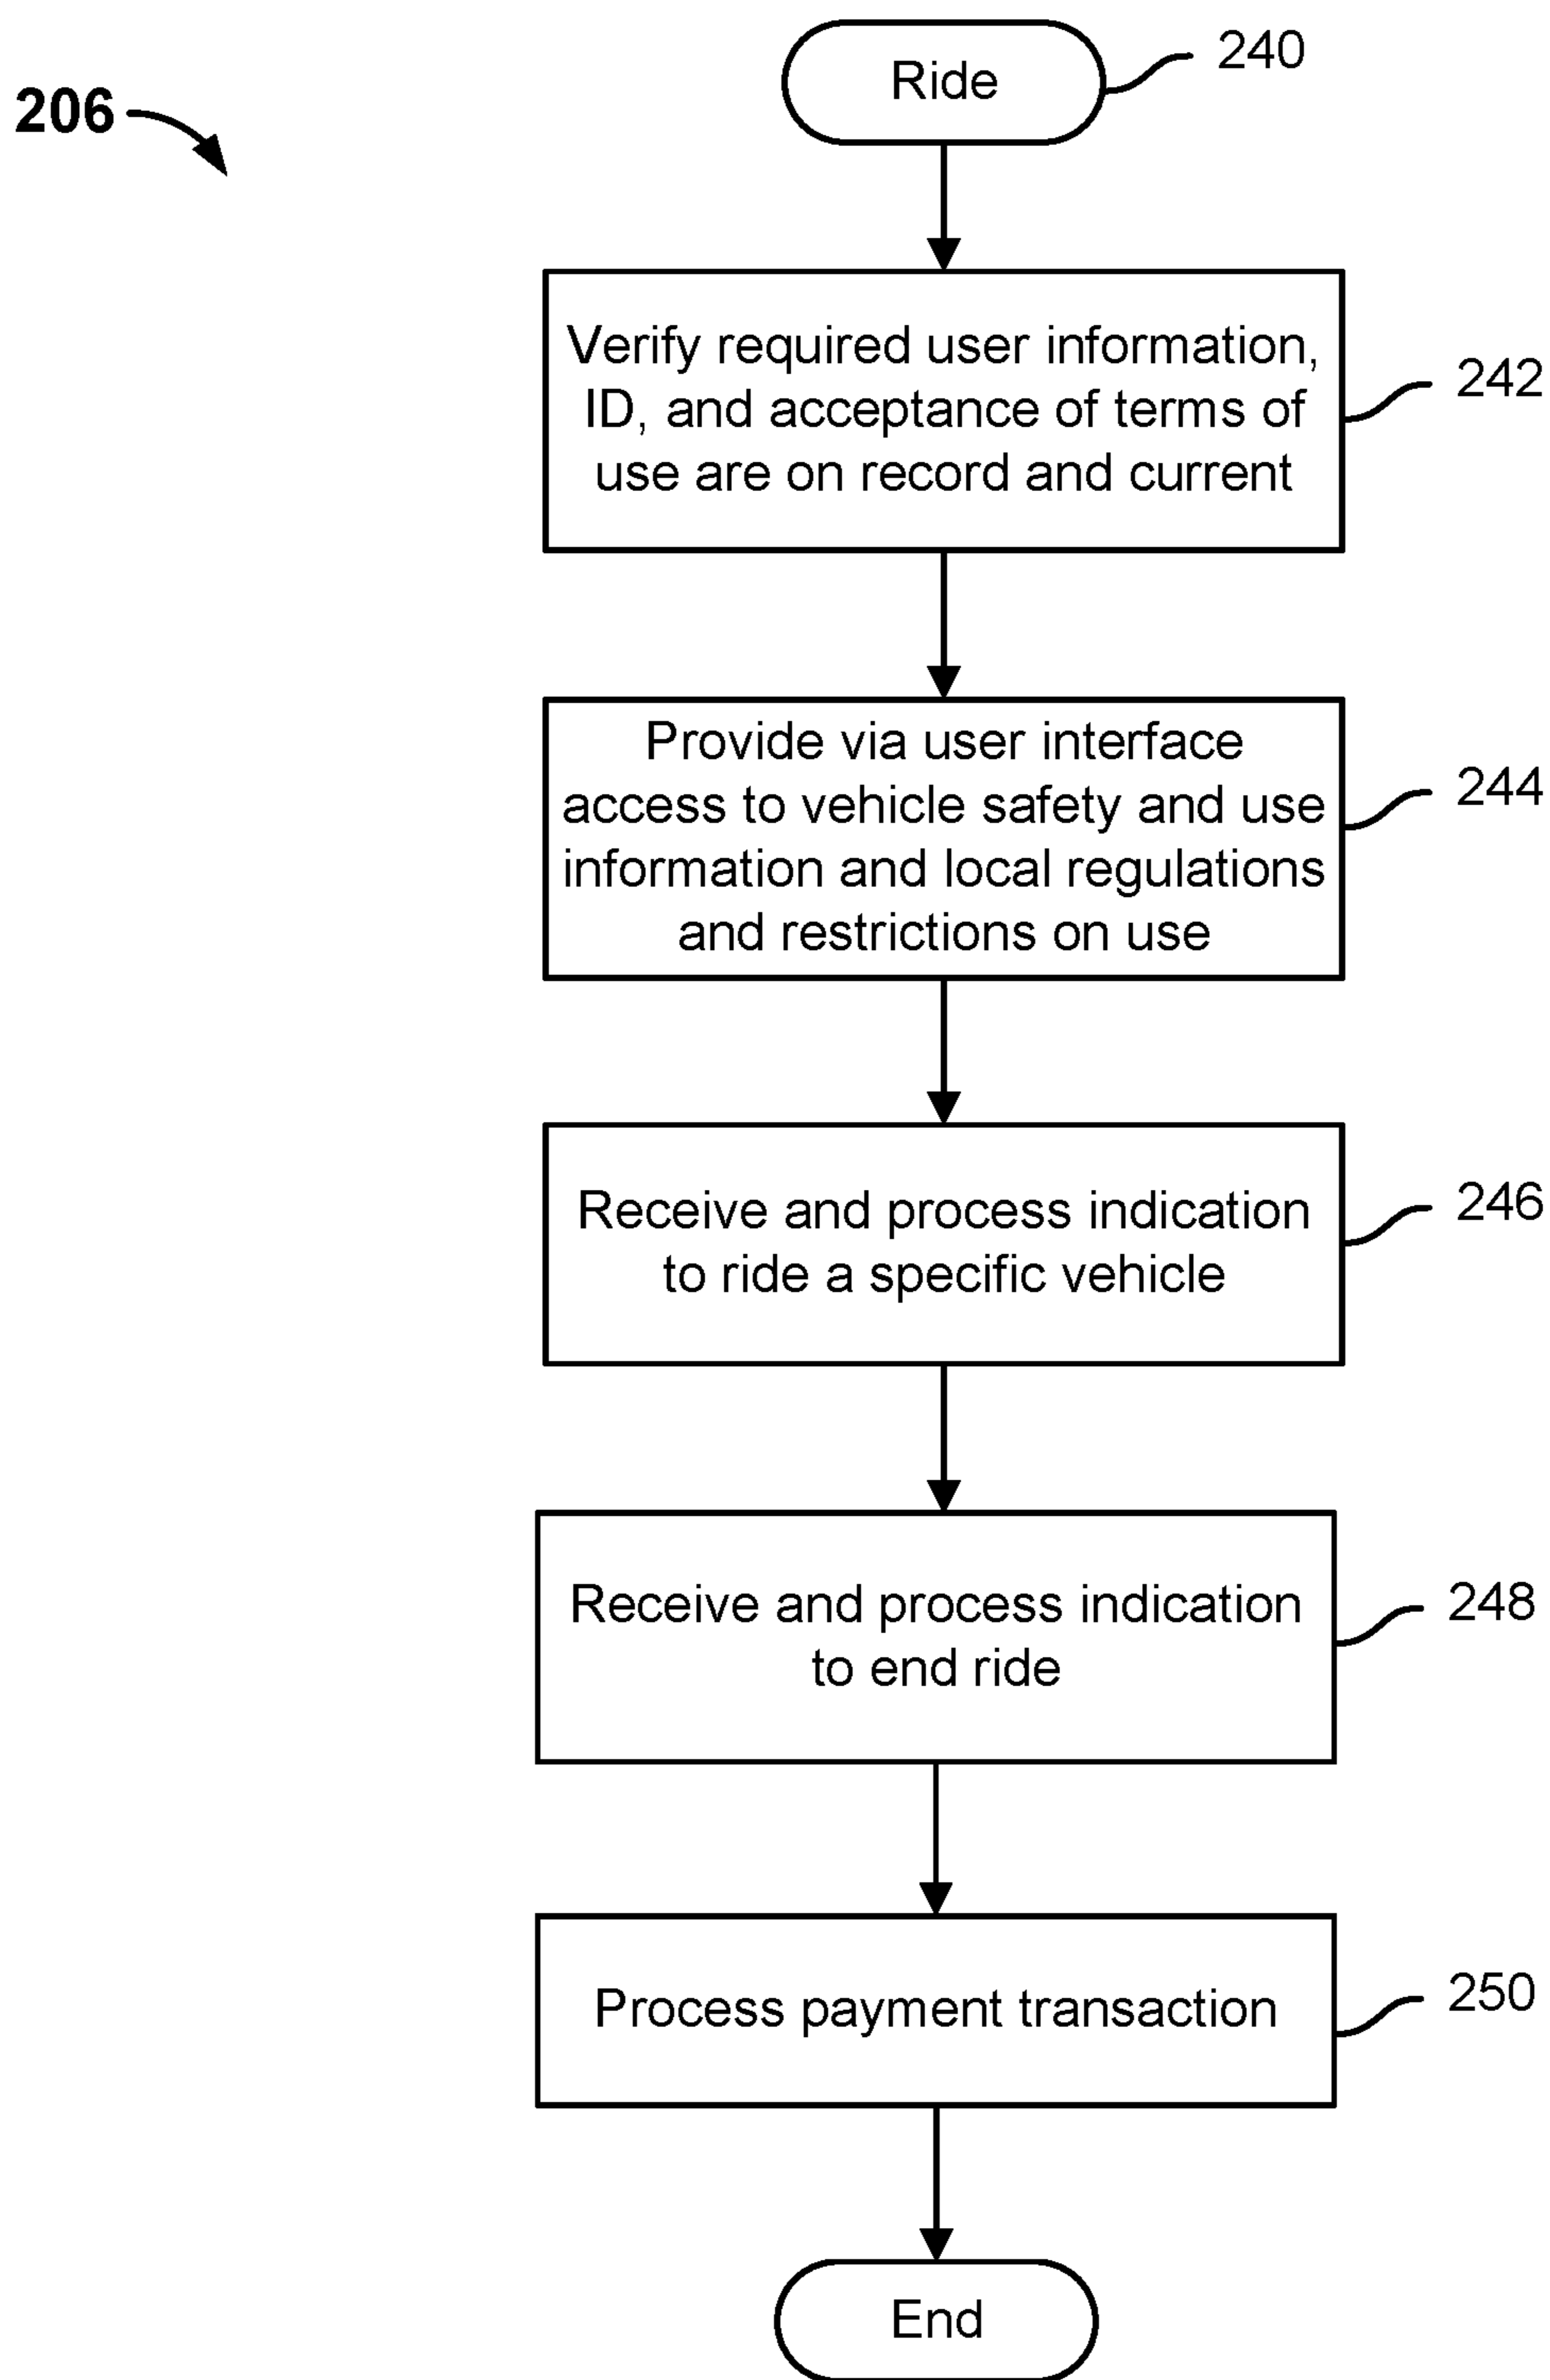 Ride
240
206
Verify required user information,
ID, and acceptance of terms of
use are on record and current
242
Provide via user interface
access to vehicle safety and use
information and local regulations
and restrictions on use
244
Receive and process indication
to ride a specific vehicle
246
Receive and process indication
to end ride
248
Process payment transaction
250
End